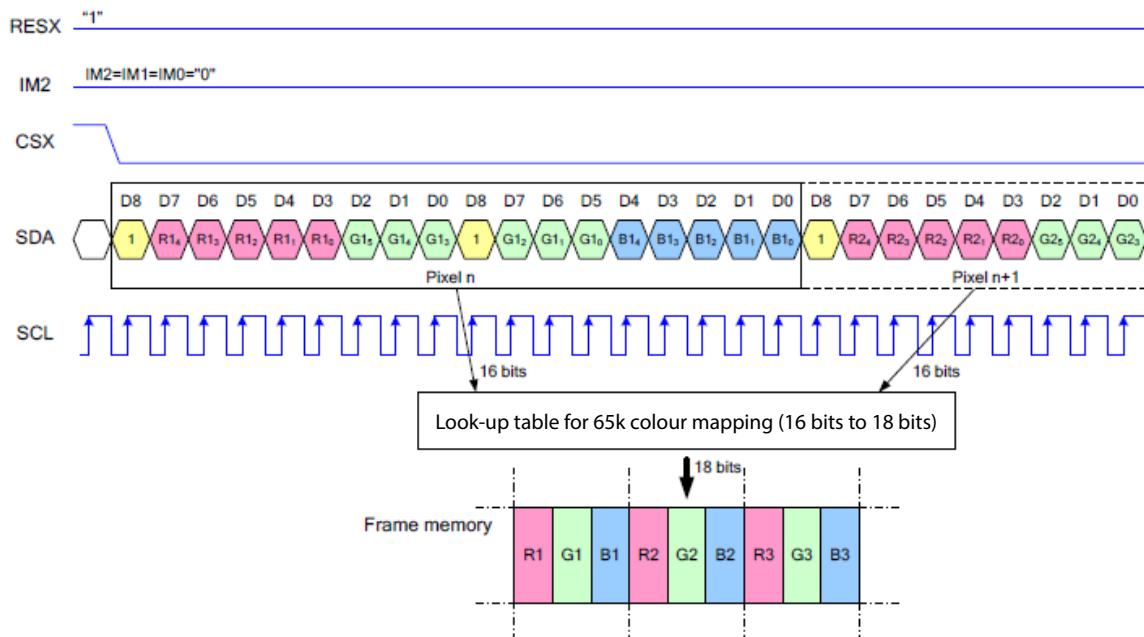 RESX "1"
IM2 IM2=IM1=IM0="0"
CSX
D8 D7 D6 D5 D4 D3 D2 D1 D0 D8 D7 D6 D5 D4 D3 D2 D1 D0 D8 D7 D6 D5 D4 D3 D2 D1 D0
SDA 1 R1₄ R1₃ R1₂ R1₁ R1₀ G1₅ G1₄ G1₃ 1 G1₂ G1₁ G1₀ B1₄ B1₃ B1₂ B1₁ B1₀ 1 R2₄ R2₃ R2₂ R2₁ R2₀ G2₅ G2₄ G2₃
Pixel n Pixel n+1
SCL
16 bits 16 bits
Look-up table for 65k colour mapping (16 bits to 18 bits)
18 bits
Frame memory
R1 G1 B1 R2 G2 B2 R3 G3 B3